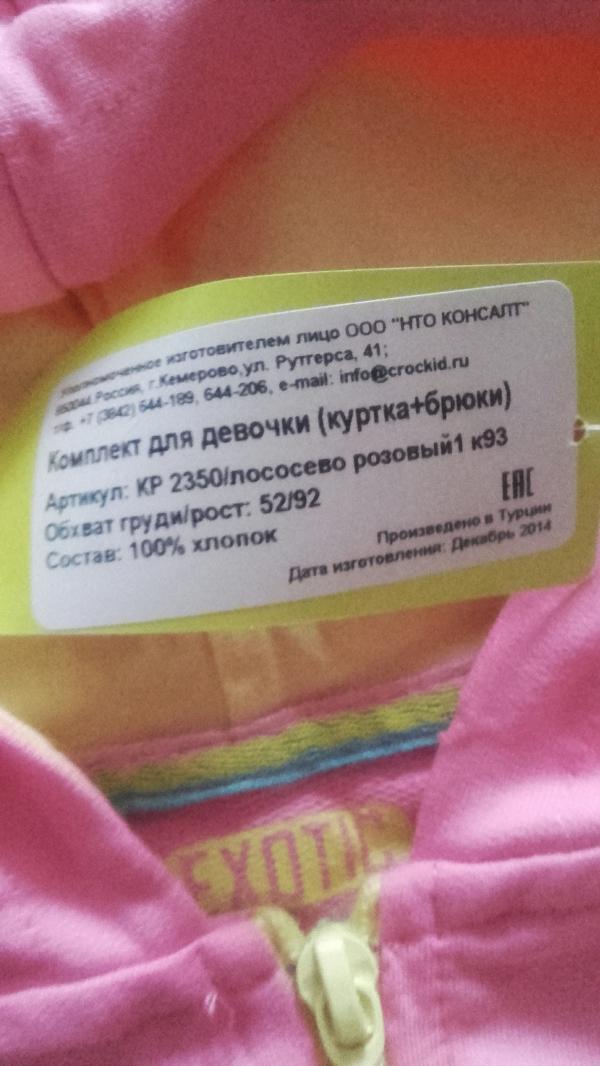 Уполномоченное изготовителем лицо ООО "НТО КОНСАЛТ"
650044,Россия, г.Кемерово,ул. Рутгерса, 41;
тлф. +7 (3842) 644-189, 644-206, e-mail: info@crockid.ru
Комплект для девочки (куртка+брюки)
Артикул: КР 2350/лососево розовый1 к93
Обхват груди/рост: 52/92
Состав: 100% хлопок
EAC
Произведено в Турции
Дата изготовления: Декабрь 2014
EXOTIC